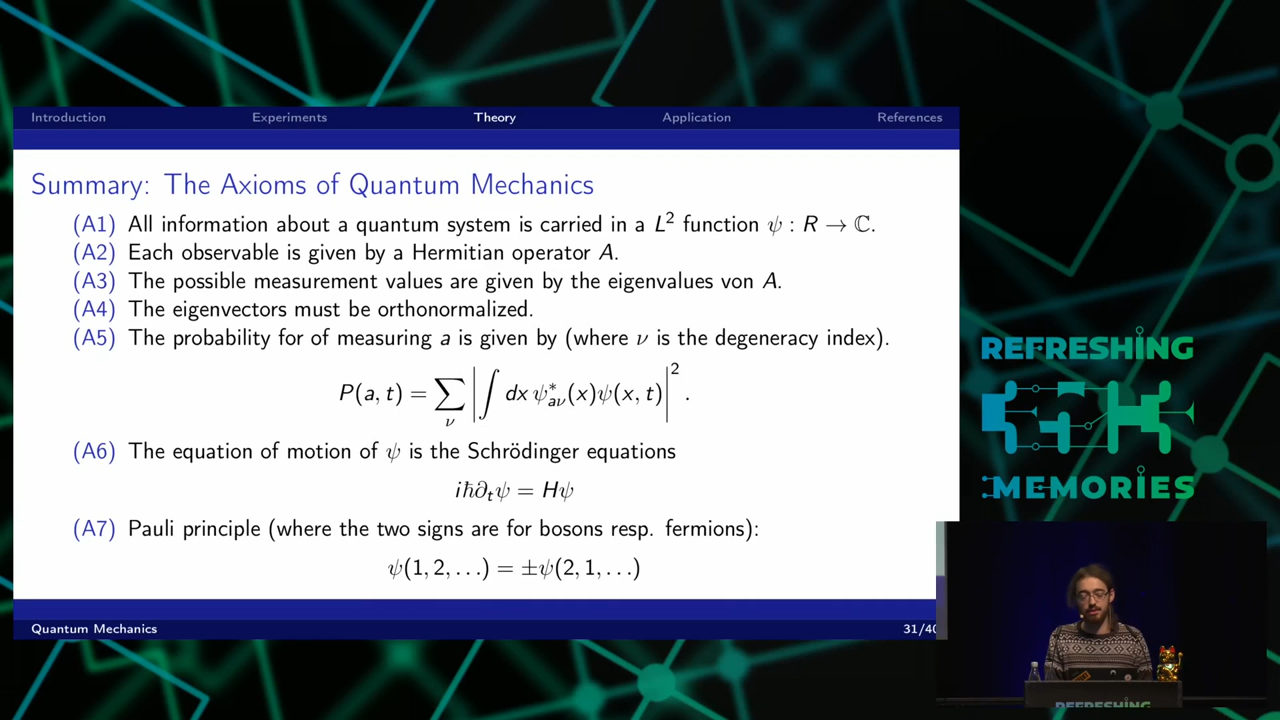 Introduction
Experiments
Theory
Application
References
Summary: The Axioms of Quantum Mechanics
(A1) All information about a quantum system is carried in a L² function ψ : R → ℂ.
(A2) Each observable is given by a Hermitian operator A.
(A3) The possible measurement values are given by the eigenvalues von A.
(A4) The eigenvectors must be orthonormalized.
(A5) The probability for of measuring a is given by (where ν is the degeneracy index).
P(a, t) = ∑_ν |∫ dx ψ*_{aν}(x)ψ(x, t)|².
(A6) The equation of motion of ψ is the Schrödinger equations
iℏ∂_tψ = Hψ
(A7) Pauli principle (where the two signs are for bosons resp. fermions):
ψ(1, 2, . . .) = ±ψ(2, 1, . . .)
Quantum Mechanics
31/40
REFRESHING
MEMORIES
REFRESHING